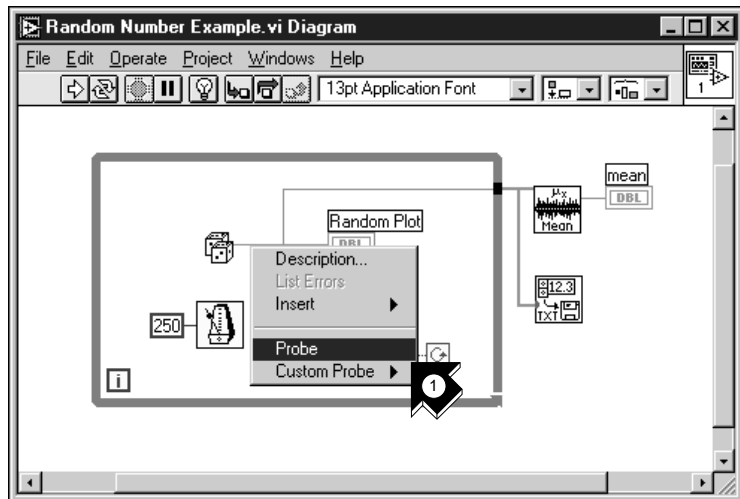 Random Number Example.vi Diagram
File Edit Operate Project Windows Help
13pt Application Font
1
mean
DBL
μx
Mean
Random Plot
DBL
Description...
List Errors
Insert
12.3
TXT
250
Probe
Custom Probe
1
i